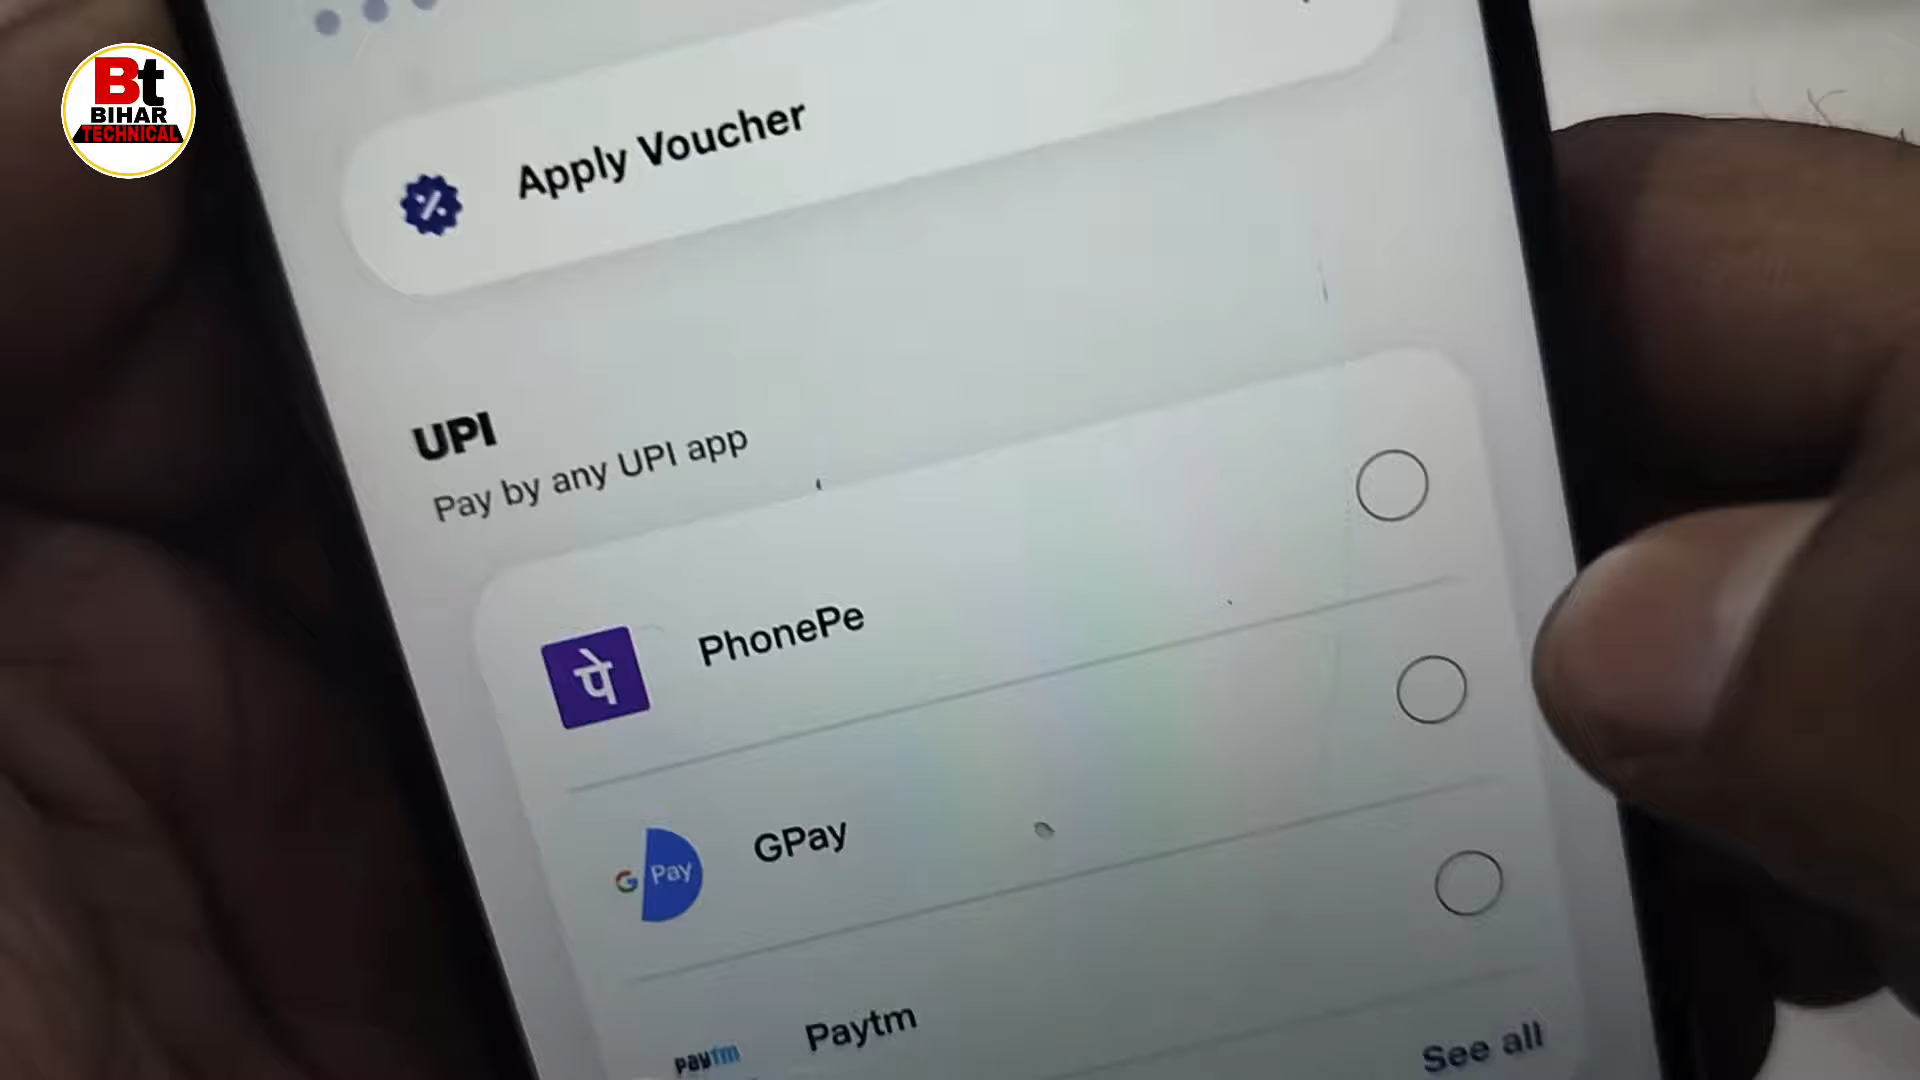 Bt
BIHAR
TECHNICAL
Apply Voucher
UPI
Pay by any UPI app
पे
PhonePe
G Pay
GPay
paytm
Paytm
See all